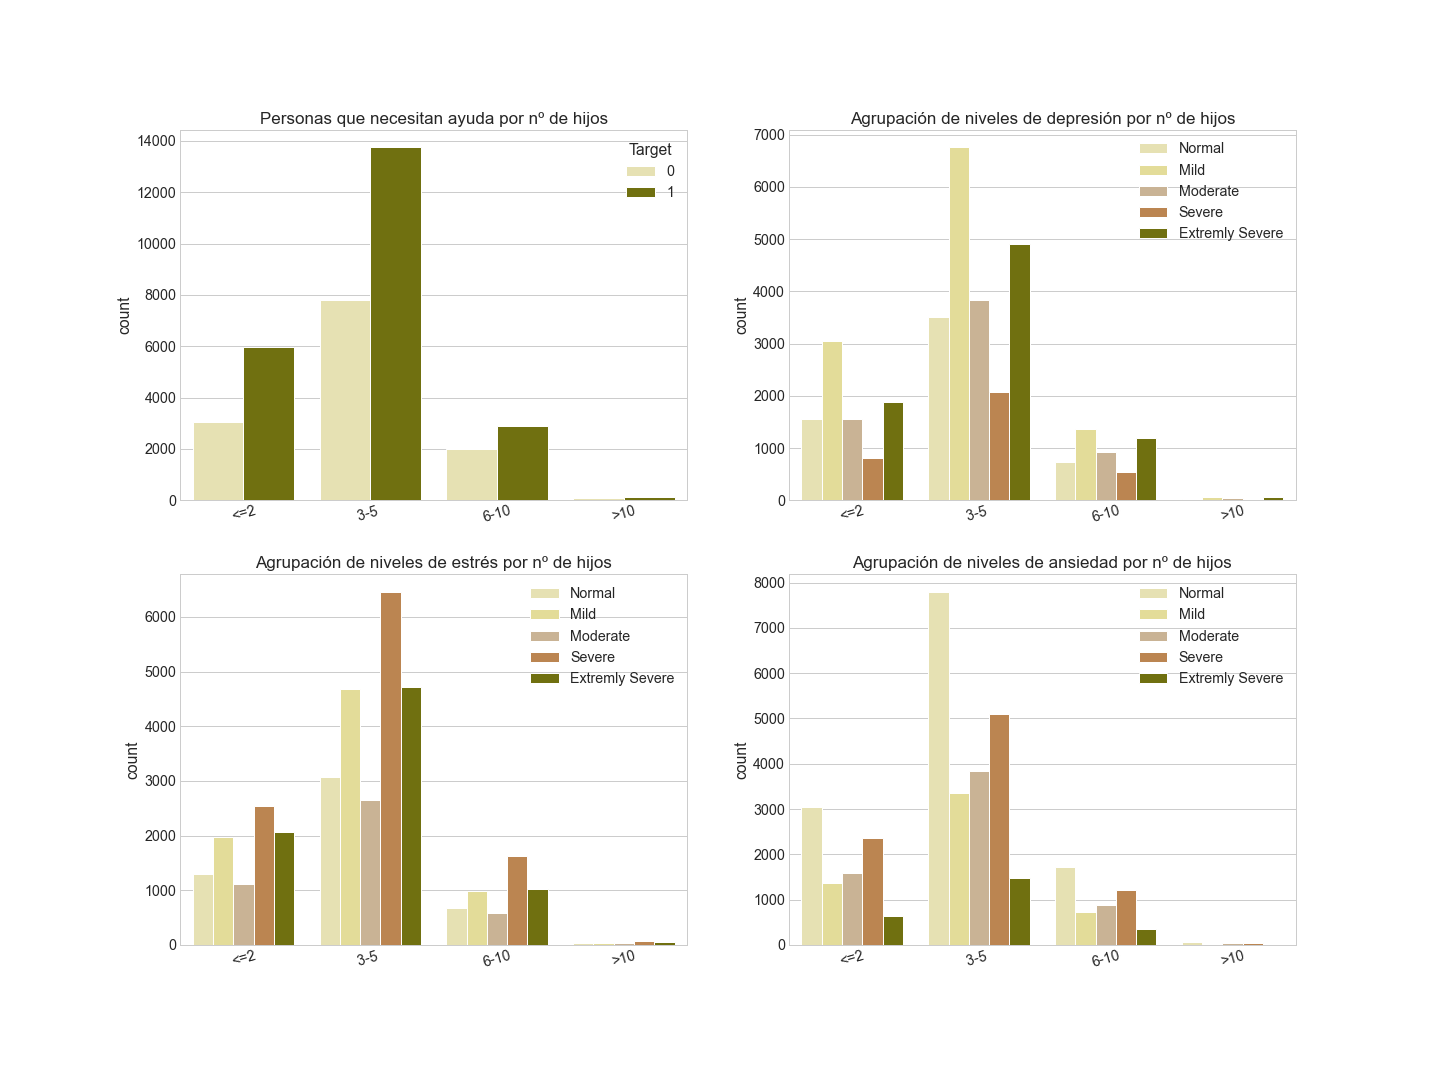 Personas que necesitan ayuda por nº de hijos
14000
12000
10000
8000
6000
4000
2000
0
count
Target
0
1
<=2
3-5
6-10
>10
Agrupación de niveles de depresión por nº de hijos
7000
6000
5000
4000
3000
2000
1000
0
count
Normal
Mild
Moderate
Severe
Extremly Severe
<=2
3-5
6-10
>10
Agrupación de niveles de estrés por nº de hijos
6000
5000
4000
3000
2000
1000
0
count
Normal
Mild
Moderate
Severe
Extremly Severe
<=2
3-5
6-10
>10
Agrupación de niveles de ansiedad por nº de hijos
8000
7000
6000
5000
4000
3000
2000
1000
0
count
Normal
Mild
Moderate
Severe
Extremly Severe
<=2
3-5
6-10
>10